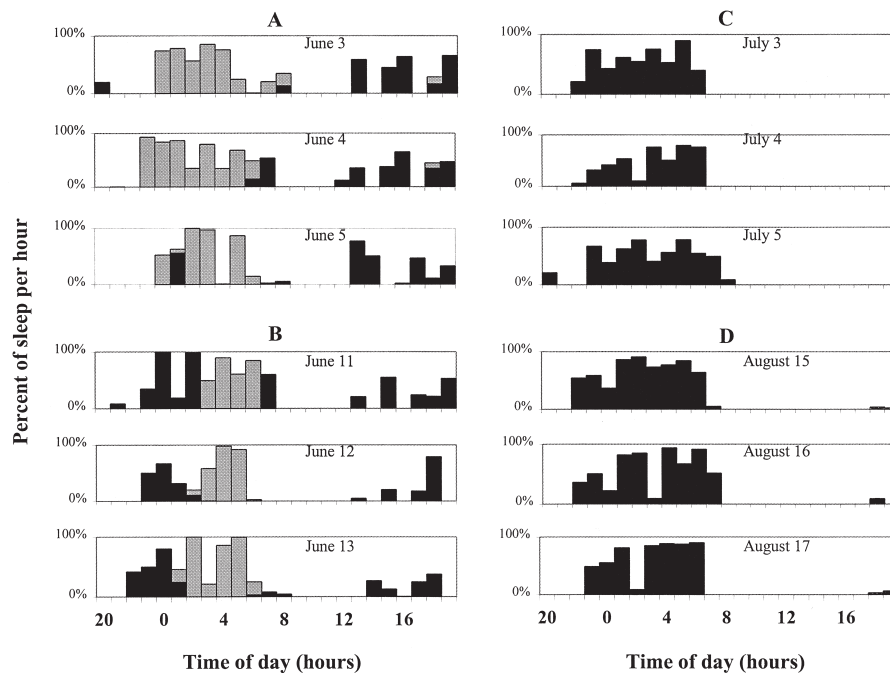 A
June 3
100%
0%
June 4
100%
0%
June 5
100%
0%
B
June 11
100%
0%
June 12
100%
0%
June 13
100%
0%
20 0 4 8 12 16
Time of day (hours)
Percent of sleep per hour
C
July 3
100%
0%
July 4
100%
0%
July 5
100%
0%
D
August 15
100%
0%
August 16
100%
0%
August 17
100%
0%
20 0 4 8 12 16
Time of day (hours)